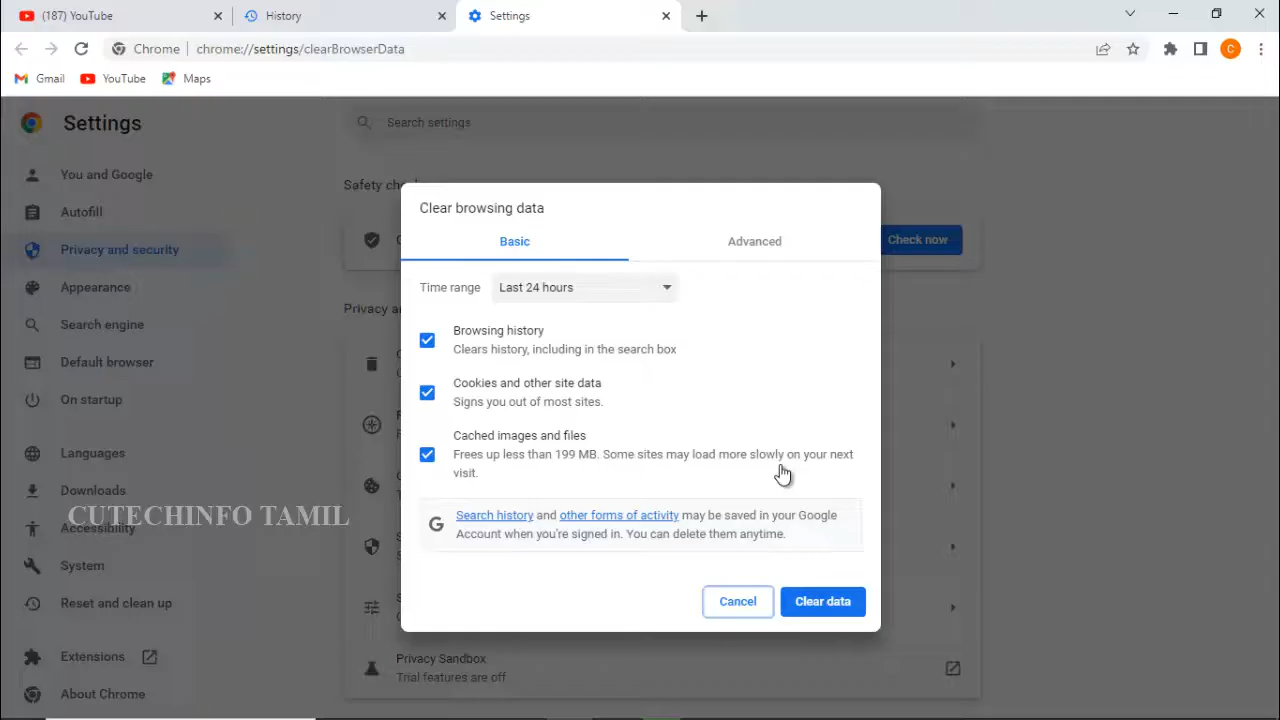 (187) YouTube
History
Settings
Chrome
chrome://settings/clearBrowserData
C
Gmail
YouTube
Maps
Settings
Search settings
You and Google
Autofill
Privacy and security
Appearance
Search engine
Default browser
On startup
Languages
Downloads
Accessibility
System
Reset and clean up
Extensions
About Chrome
CUTECHINFO TAMIL
Check now
Clear browsing data
Basic
Advanced
Time range
Last 24 hours
Browsing history
Clears history, including in the search box
Cookies and other site data
Signs you out of most sites.
Cached images and files
Frees up less than 199 MB. Some sites may load more slowly on your next
visit.
Search history and other forms of activity may be saved in your Google
Account when you're signed in. You can delete them anytime.
Cancel
Clear data
Privacy Sandbox
Trial features are off